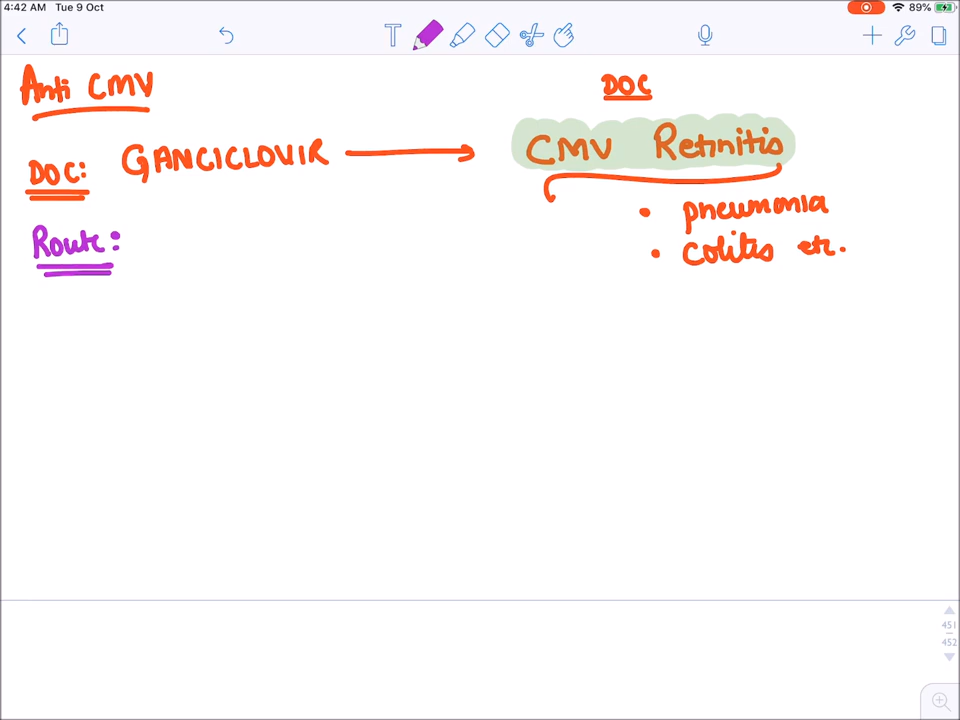 4:42 AM Tue 9 Oct 89%
T
Anti CMV
DOC
DOC: GANCICLOVIR CMV Retinitis
• pneumonia
Route:
• Colitis etc.
451
452